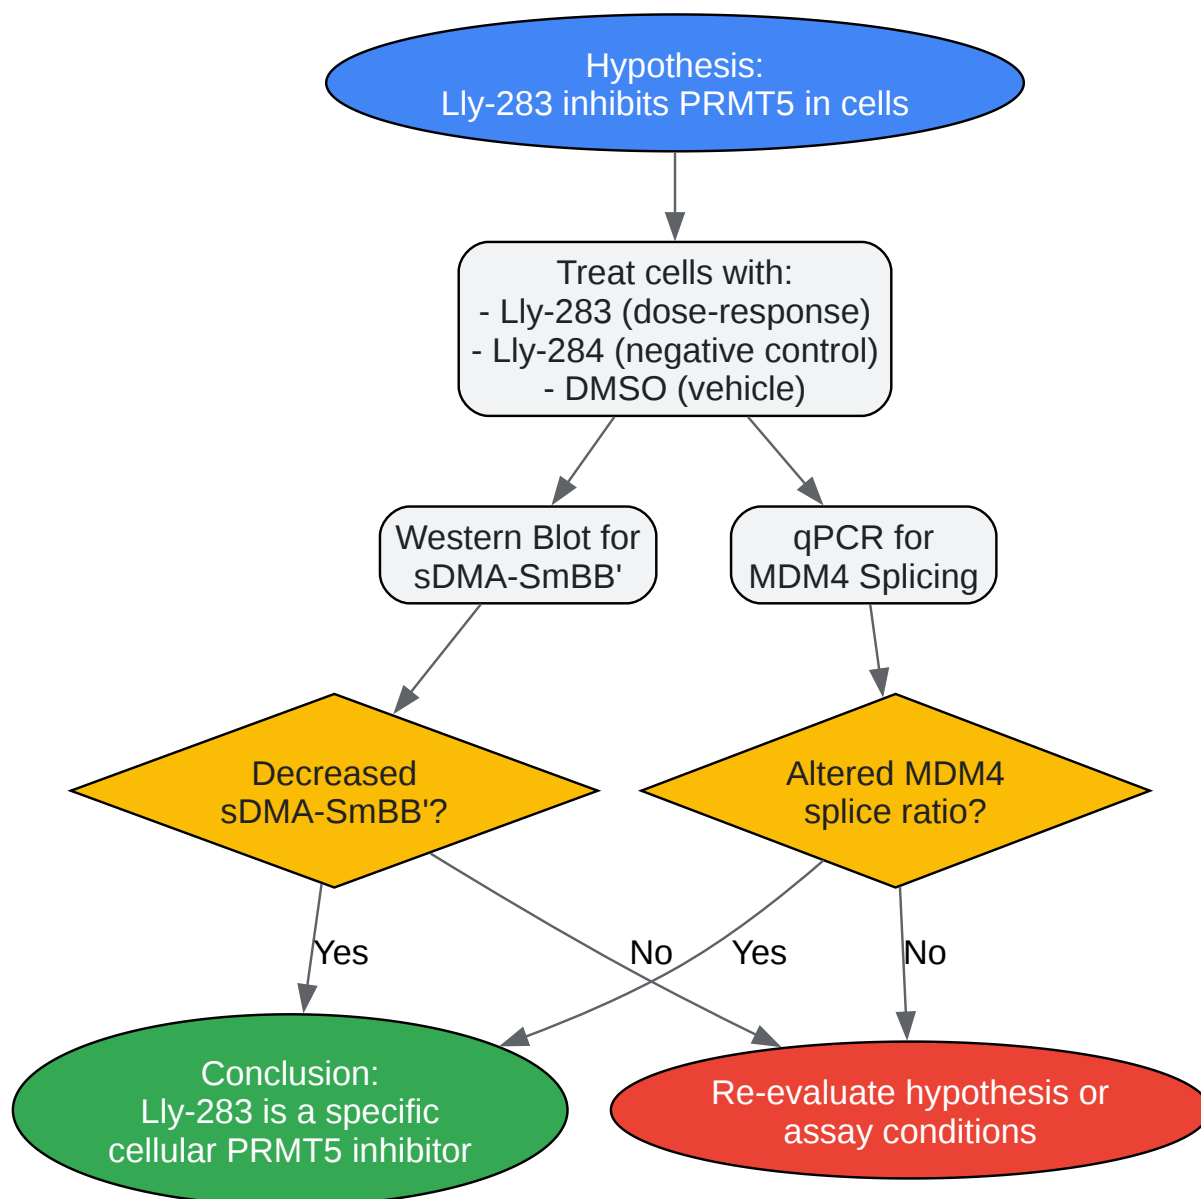 Hypothesis:
Lly-283 inhibits PRMT5 in cells
Treat cells with:
- Lly-283 (dose-response)
- Lly-284 (negative control)
- DMSO (vehicle)
Western Blot for
sDMA-SmBB'
qPCR for
MDM4 Splicing
Decreased
sDMA-SmBB'?
Altered MDM4
splice ratio?
Yes
No
Yes
No
Conclusion:
Lly-283 is a specific
cellular PRMT5 inhibitor
Re-evaluate hypothesis or
assay conditions